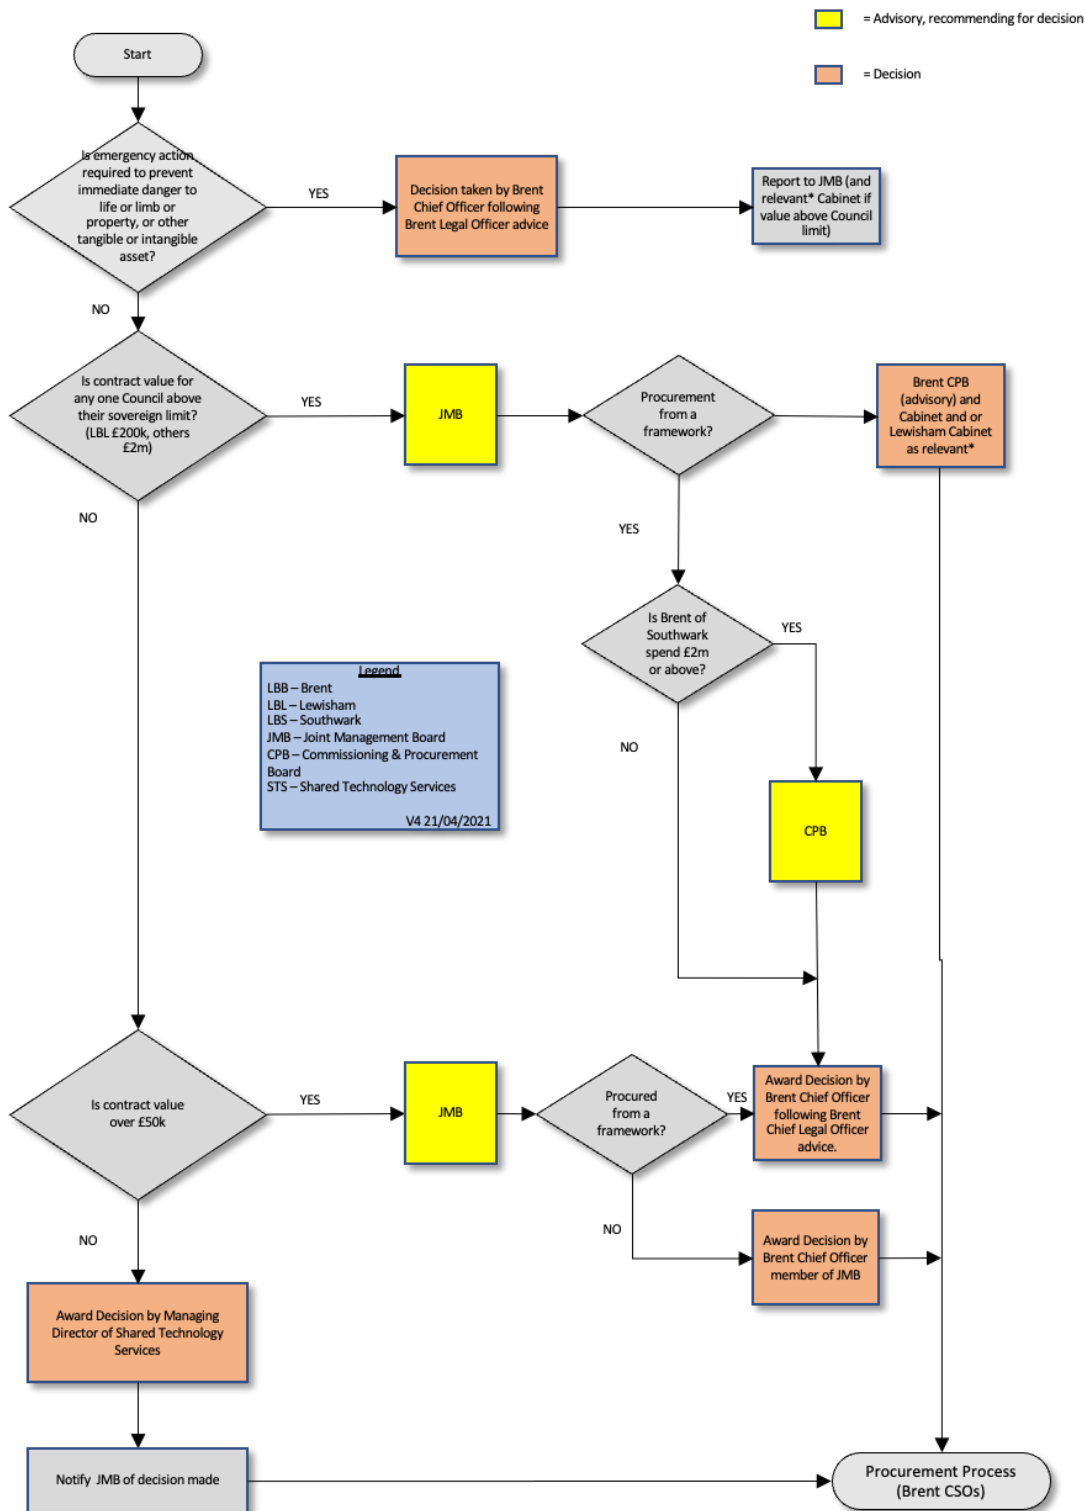 = Advisory, recommending for decision
= Decision
Start
Is emergency action
required to prevent
immediate danger to
life or limb or
property, or other
tangible or intangible
asset?
YES
Decision taken by Brent
Chief Officer following
Brent Legal Officer advice
Report to JMB (and
relevant* Cabinet if
value above Council
limit)
NO
Is contract value for
any one Council above
their sovereign limit?
(LBL £200k, others
£2m)
YES
JMB
Procurement
from a
framework?
Brent CPB
(advisory) and
Cabinet and or
Lewisham Cabinet
as relevant*
NO
YES
Is Brent of
Southwark
spend £2m
or above?
YES
NO
Legend
LBB – Brent
LBL – Lewisham
LBS – Southwark
JMB – Joint Management Board
CPB – Commissioning & Procurement
Board
STS – Shared Technology Services
V4 21/04/2021
CPB
Is contract value
over £50k
YES
JMB
Procured
from a
framework?
YES
Award Decision by
Brent Chief Officer
following Brent
Chief Legal Officer
advice.
NO
NO
Award Decision by
Brent Chief Officer
member of JMB
Award Decision by Managing
Director of Shared Technology
Services
Notify JMB of decision made
Procurement Process
(Brent CSOs)